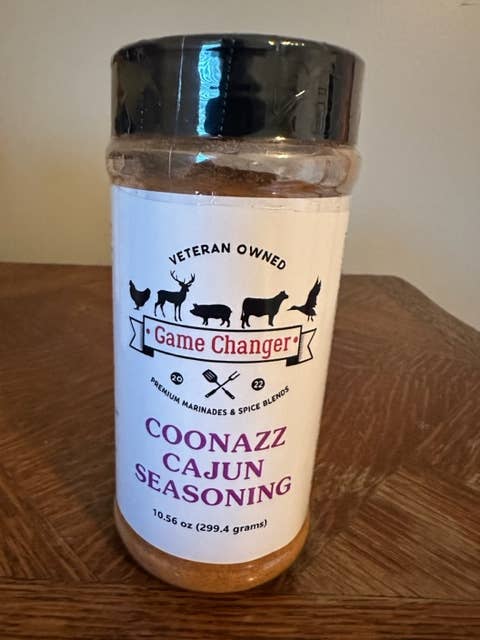 VETERAN OWNED
Game Changer
20 22
PREMIUM MARINADES & SPICE BLENDS
COONAZZ
CAJUN
SEASONING
10.56 oz (299.4 grams)